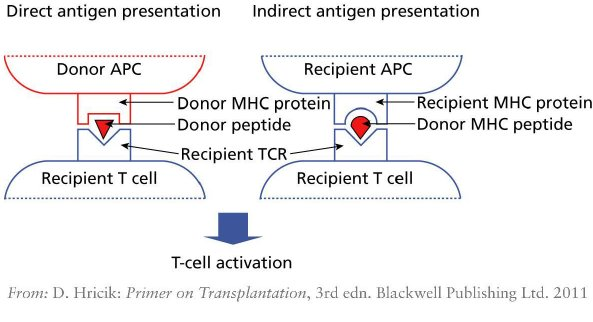 Direct antigen presentation
Indirect antigen presentation
Donor APC
Recipient APC
Donor MHC protein
Recipient MHC protein
Donor peptide
Donor MHC peptide
Recipient TCR
Recipient T cell
Recipient T cell
T-cell activation
From: D. Hricik: Primer on Transplantation, 3rd edn. Blackwell Publishing Ltd. 2011